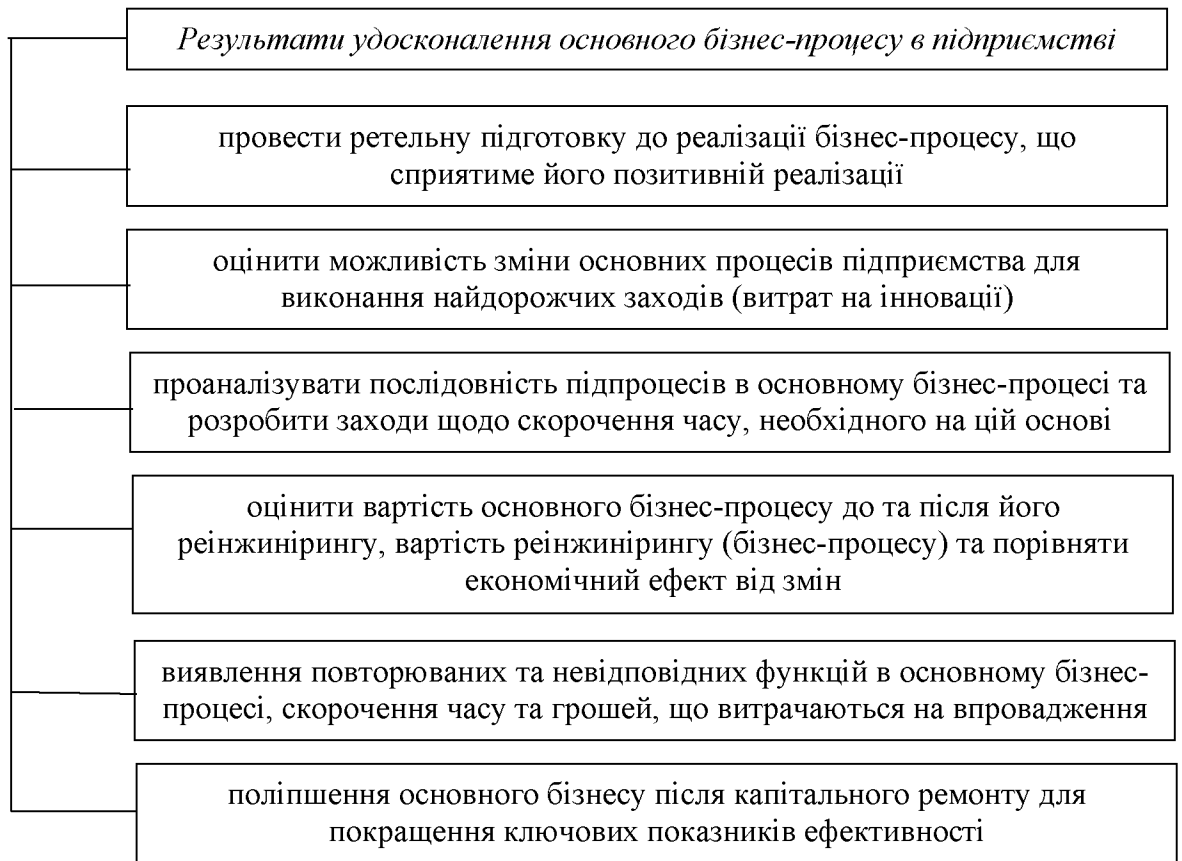 Результати удосконалення основного бізнес-процесу в підприємстві
провести ретельну підготовку до реалізації бізнес-процесу, що
сприятиме його позитивній реалізації
оцінити можливість зміни основних процесів підприємства для
виконання найдорожчих заходів (витрат на інновації)
проаналізувати послідовність підпроцесів в основному бізнес-процесі та
розробити заходи щодо скорочення часу, необхідного на цій основі
оцінити вартість основного бізнес-процесу до та після його
реінжинірингу, вартість реінжинірингу (бізнес-процесу) та порівняти
економічний ефект від змін
виявлення повторюваних та невідповідних функцій в основному бізнес-
процесі, скорочення часу та грошей, що витрачаються на впровадження
поліпшення основного бізнесу після капітального ремонту для
покращення ключових показників ефективності